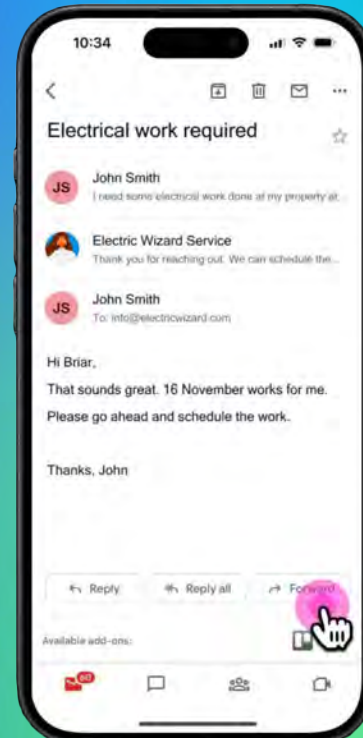 10:34
Electrical work required
JS
John Smith
I need some electrical work done at my property at...
Electric Wizard Service
Thank you for reaching out. We can schedule the...
JS
John Smith
To: info@electricwizard.com
Hi Briar,
That sounds great. 16 November works for me.
Please go ahead and schedule the work.
Thanks, John
Reply
Reply all
Forward
Available add-ons:
60